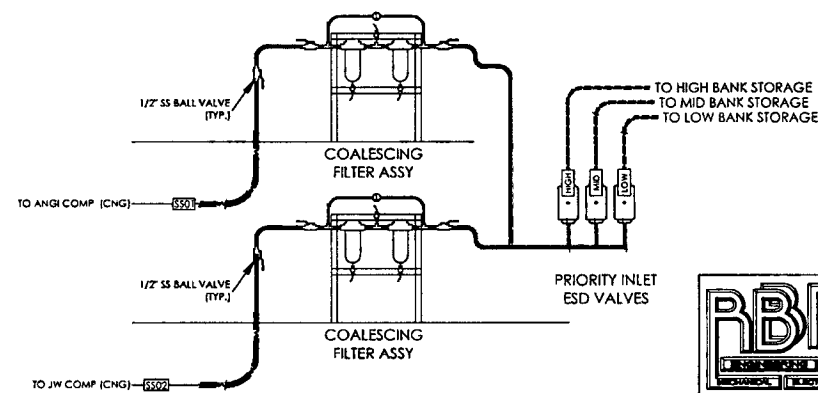 TO HIGH BANK STORAGE
TO MID BANK STORAGE
TO LOW BANK STORAGE
1/2" SS BALL VALVE
(TYP.)
COALESCING
FILTER ASSY
HIGH
MID
LOW
TO ANGI COMP (CNG)
SS01
1/2" SS BALL VALVE
(TYP.)
PRIORITY INLET
ESD VALVES
COALESCING
FILTER ASSY
TO JW COMP (CNG)
SS02
ENGINEERING
MECHANICAL